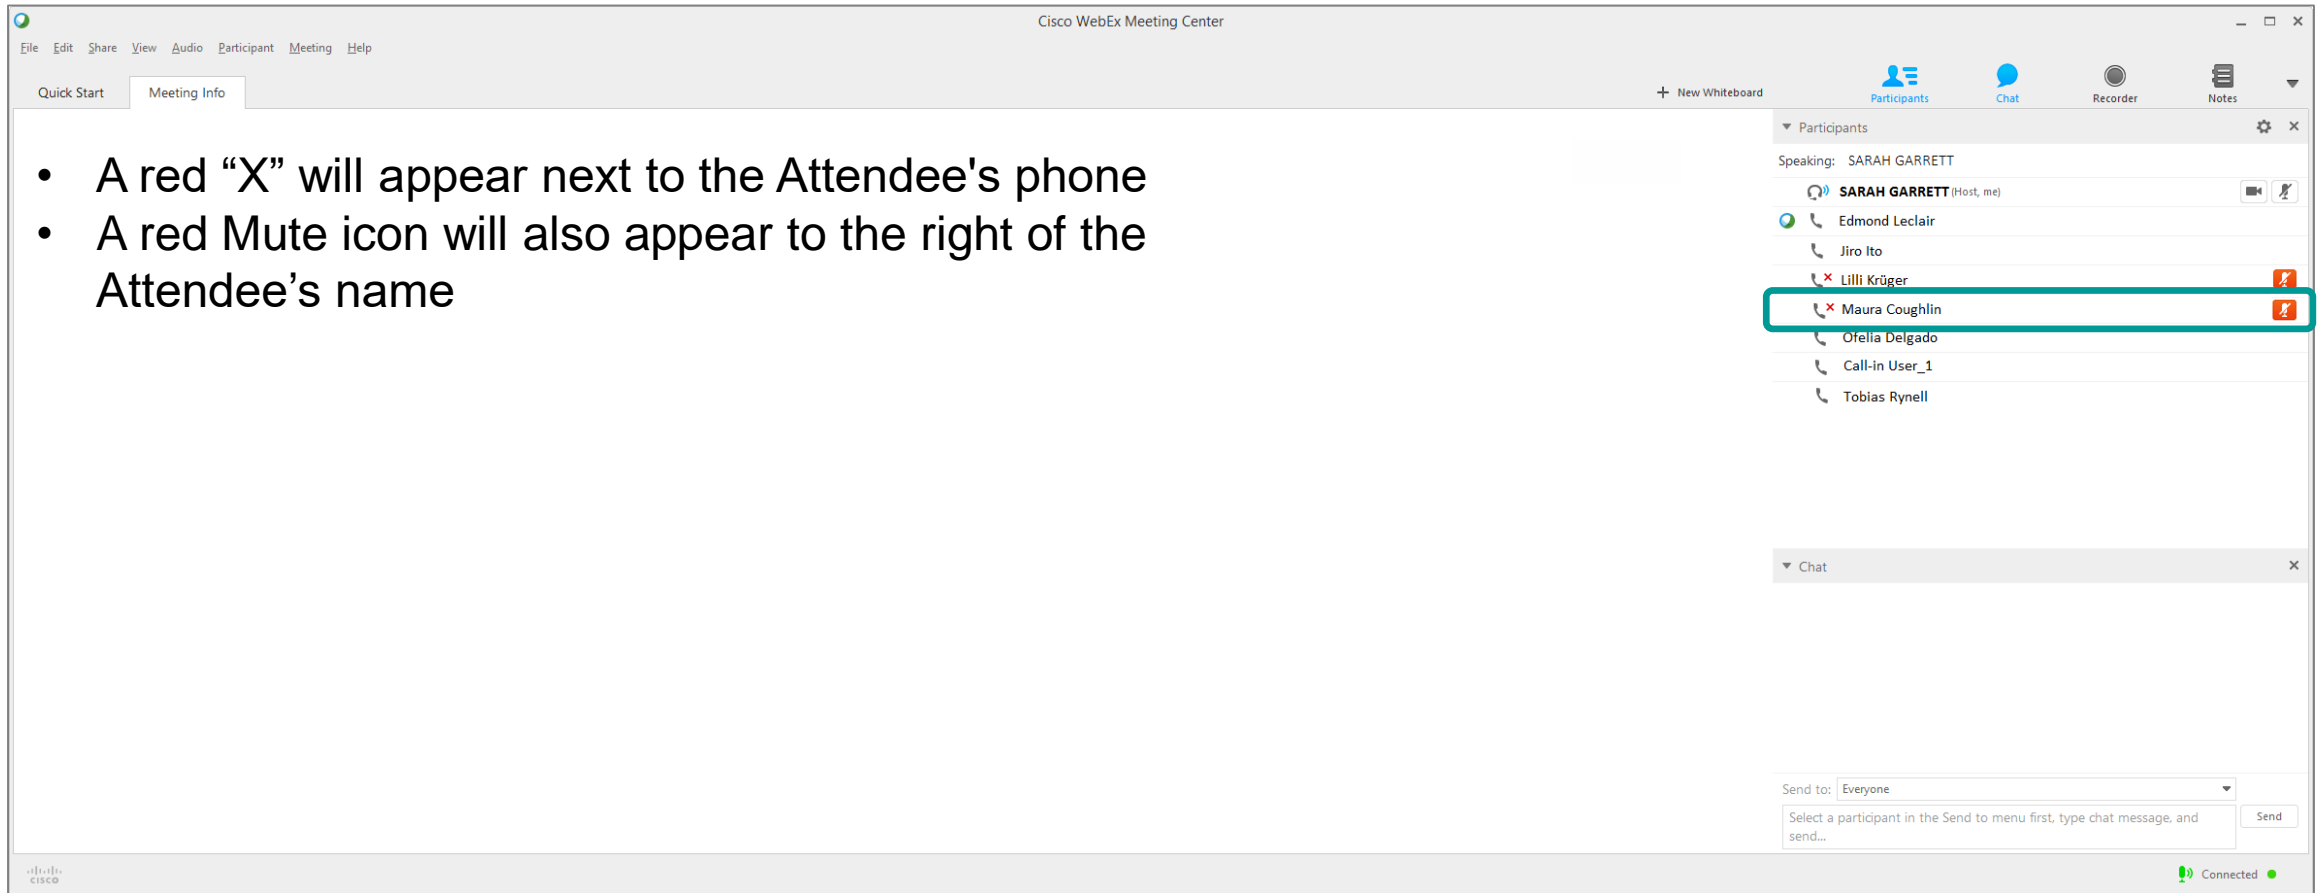 Cisco WebEx Meeting Center
File Edit Share View Audio Participant Meeting Help
Quick Start Meeting Info + New Whiteboard Participants Chat Recorder Notes
• A red “X” will appear next to the Attendee's phone
• A red Mute icon will also appear to the right of the
Attendee’s name
Participants
Speaking: SARAH GARRETT
SARAH GARRETT (Host, me)
Edmond Leclair
Jiro Ito
Lilli Krüger
Maura Coughlin
Ofelia Delgado
Call-in User_1
Tobias Rynell
Chat
Send to: Everyone
Select a participant in the Send to menu first, type chat message, and
send...
Send
cisco
Connected